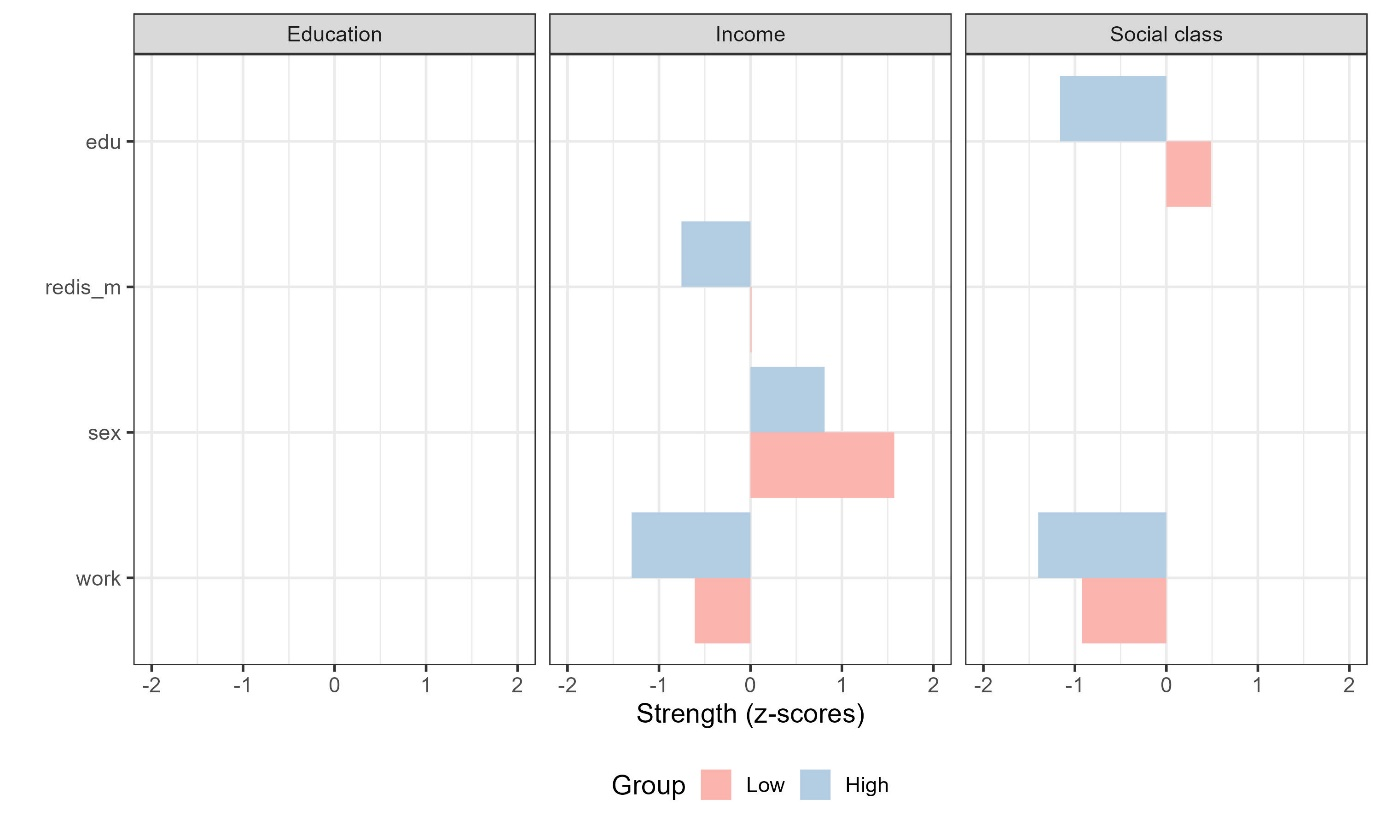 Education Income Social class
edu
redis_m
sex
work
-2 -1 0 1 2 -2 -1 0 1 2 -2 -1 0 1 2
Strength (z-scores)
Group Low High